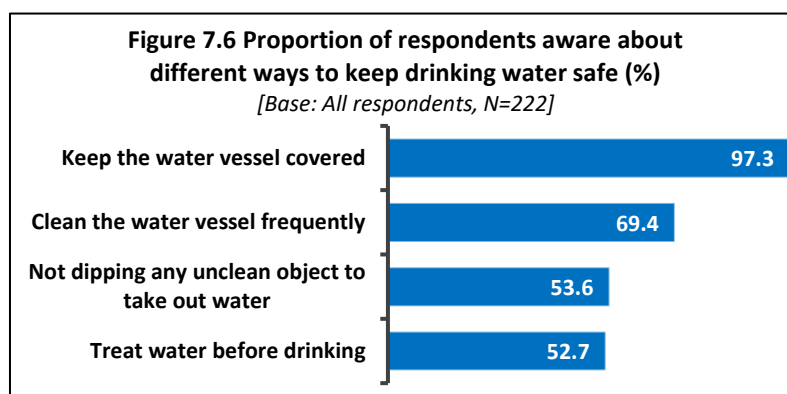 Figure 7.6 Proportion of respondents aware about
different ways to keep drinking water safe (%)
[Base: All respondents, N=222]
Keep the water vessel covered
97.3
Clean the water vessel frequently
69.4
Not dipping any unclean object to
take out water
53.6
Treat water before drinking
52.7